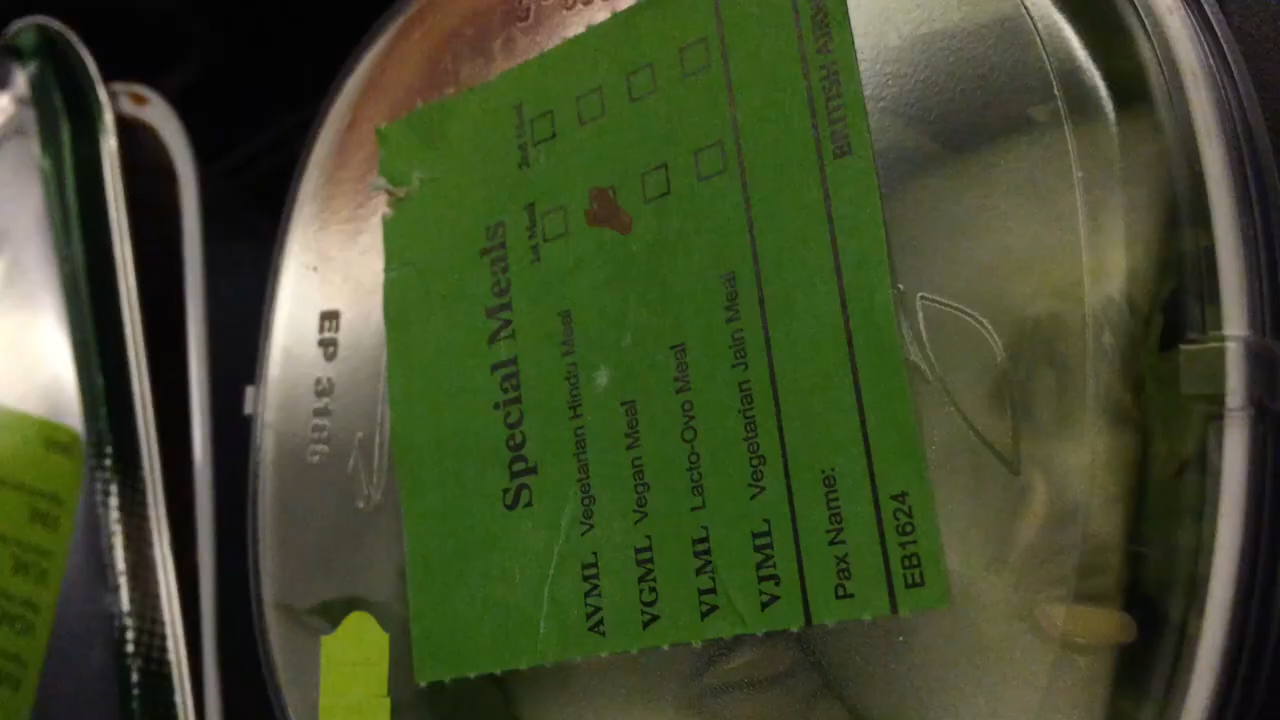 Special Meals
1st Meal 2nd Meal
AVML Vegetarian Hindu Meal
VGML Vegan Meal
VLML Lacto-Ovo Meal
VJML Vegetarian Jain Meal
Pax Name:
EB1624 BRITISH
EP 3186